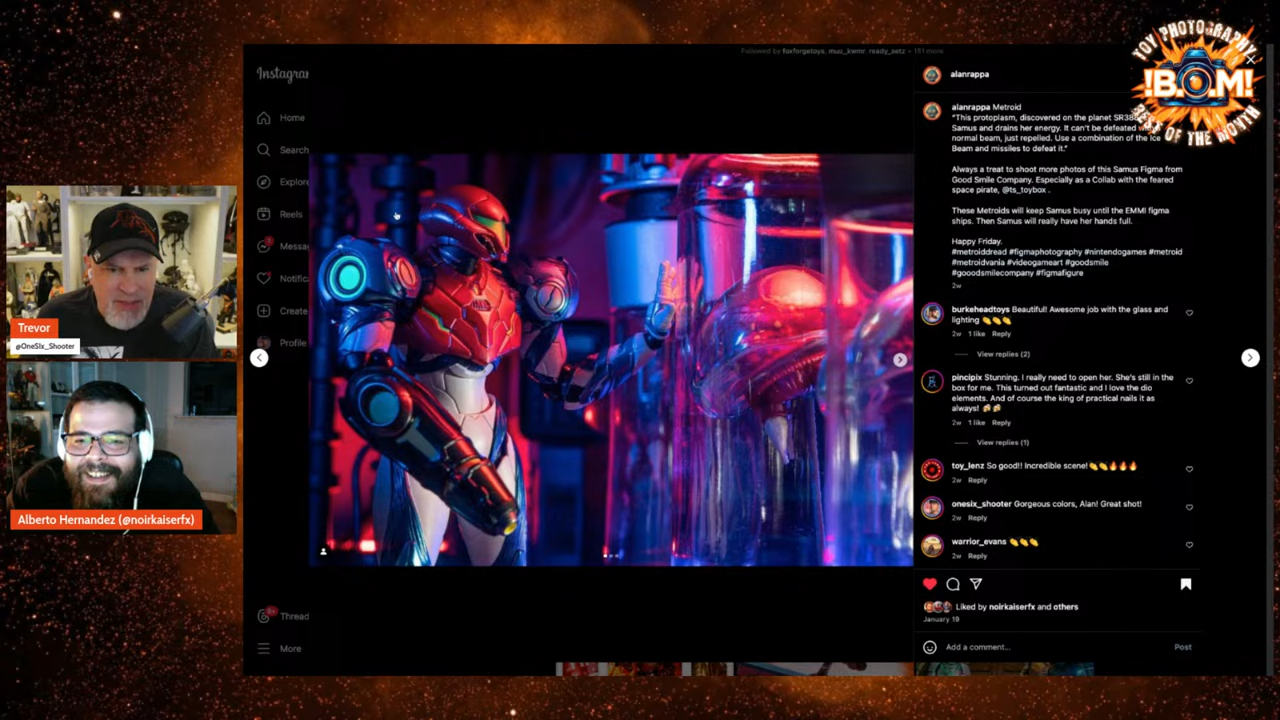 Followed by foxforgetoys, muz_kwmr, ready_setz + 151 more
Instagram
Home
Search
Explore
Reels
Messa
Notific
Create
Profile
Thread
More
Trevor
@OneSix_Shooter
Alberto Hernandez (@noirkaiserfx)
TOY PHOTOGRAPHY
!B.O.M!
BEST OF THE MONTH
alanrappa
alanrappa Metroid
"This protoplasm, discovered on the planet SR388
Samus and drains her energy. It can't be defeated
normal beam, just repelled. Use a combination of the Ice
Beam and missiles to defeat it."
Always a treat to shoot more photos of this Samus Figma from
Good Smile Company. Especially as a Collab with the feared
space pirate, @ts_toybox .
These Metroids will keep Samus busy until the EMMI figma
ships. Then Samus will really have her hands full.
Happy Friday.
#metroiddread #figmaphotography #nintendogames #metroid
#metroidvania #videogameart #goodsmile
#gooodsmilecompany #figmafigure
2w
burkeheadtoys Beautiful! Awesome job with the glass and
lighting 👏👏👏
2w 1 like Reply
View replies (2)
pincipix Stunning. I really need to open her. She's still in the
box for me. This turned out fantastic and I love the dio
elements. And of course the king of practical nails it as
always!
2w 1 like Reply
View replies (1)
toy_lenz So good!! Incredible scene!👏👏🔥🔥🔥
2w Reply
onesix_shooter Gorgeous colors, Alan! Great shot!
2w Reply
warrior_evans 👏👏👏
2w Reply
Liked by noirkaiserfx and others
January 19
Add a comment...
Post